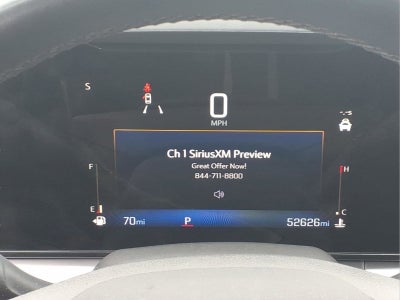 S
0
MPH
Ch 1 SiriusXM Preview
Great Offer Now!
844-711-8800
F
H
E
C
70mi P 52626mi